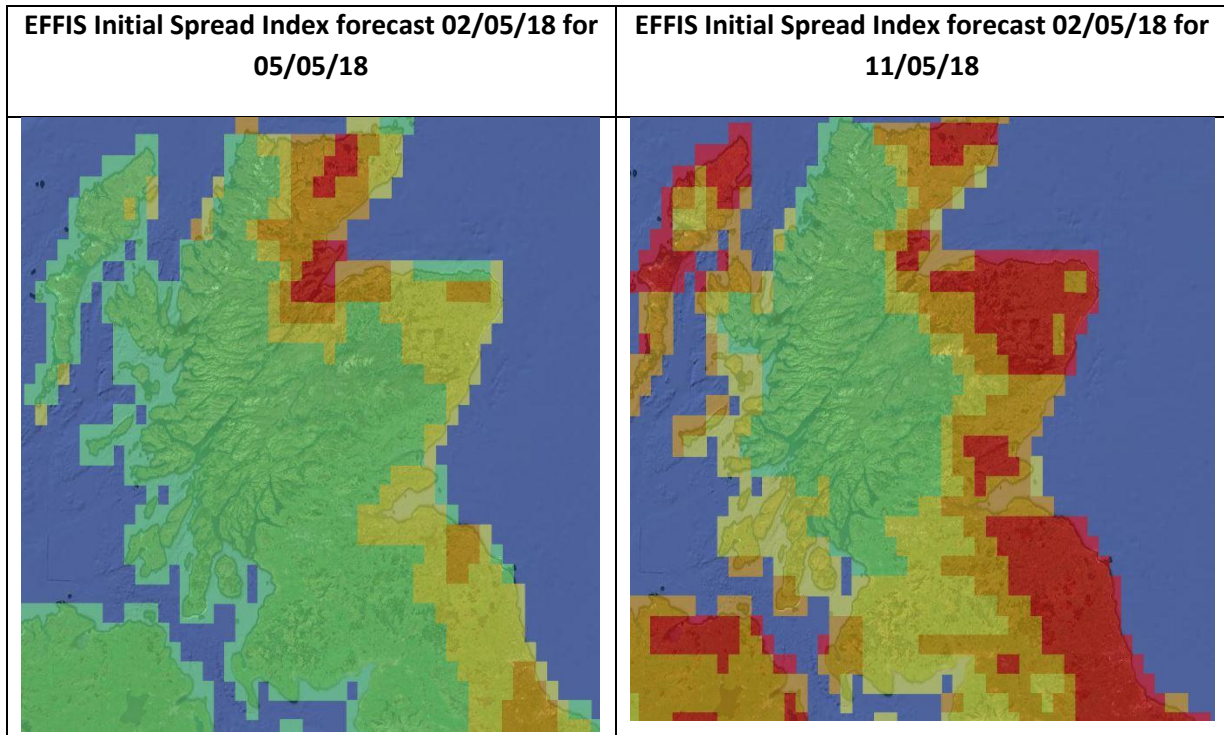 EFFIS Initial Spread Index forecast 02/05/18 for
05/05/18
EFFIS Initial Spread Index forecast 02/05/18 for
11/05/18